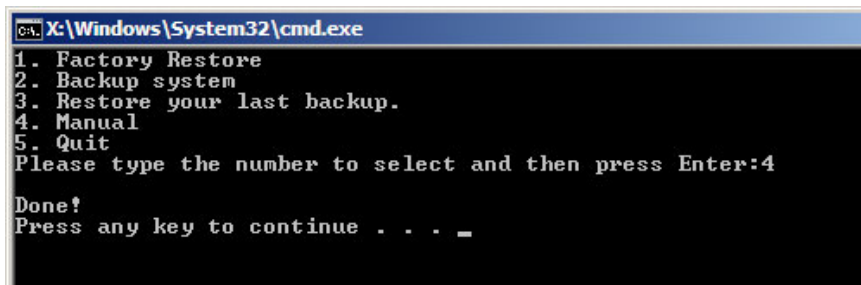 X:\Windows\System32\cmd.exe
1. Factory Restore
2. Backup system
3. Restore your last backup.
4. Manual
5. Quit
Please type the number to select and then press Enter:4
Done!
Press any key to continue . . . _